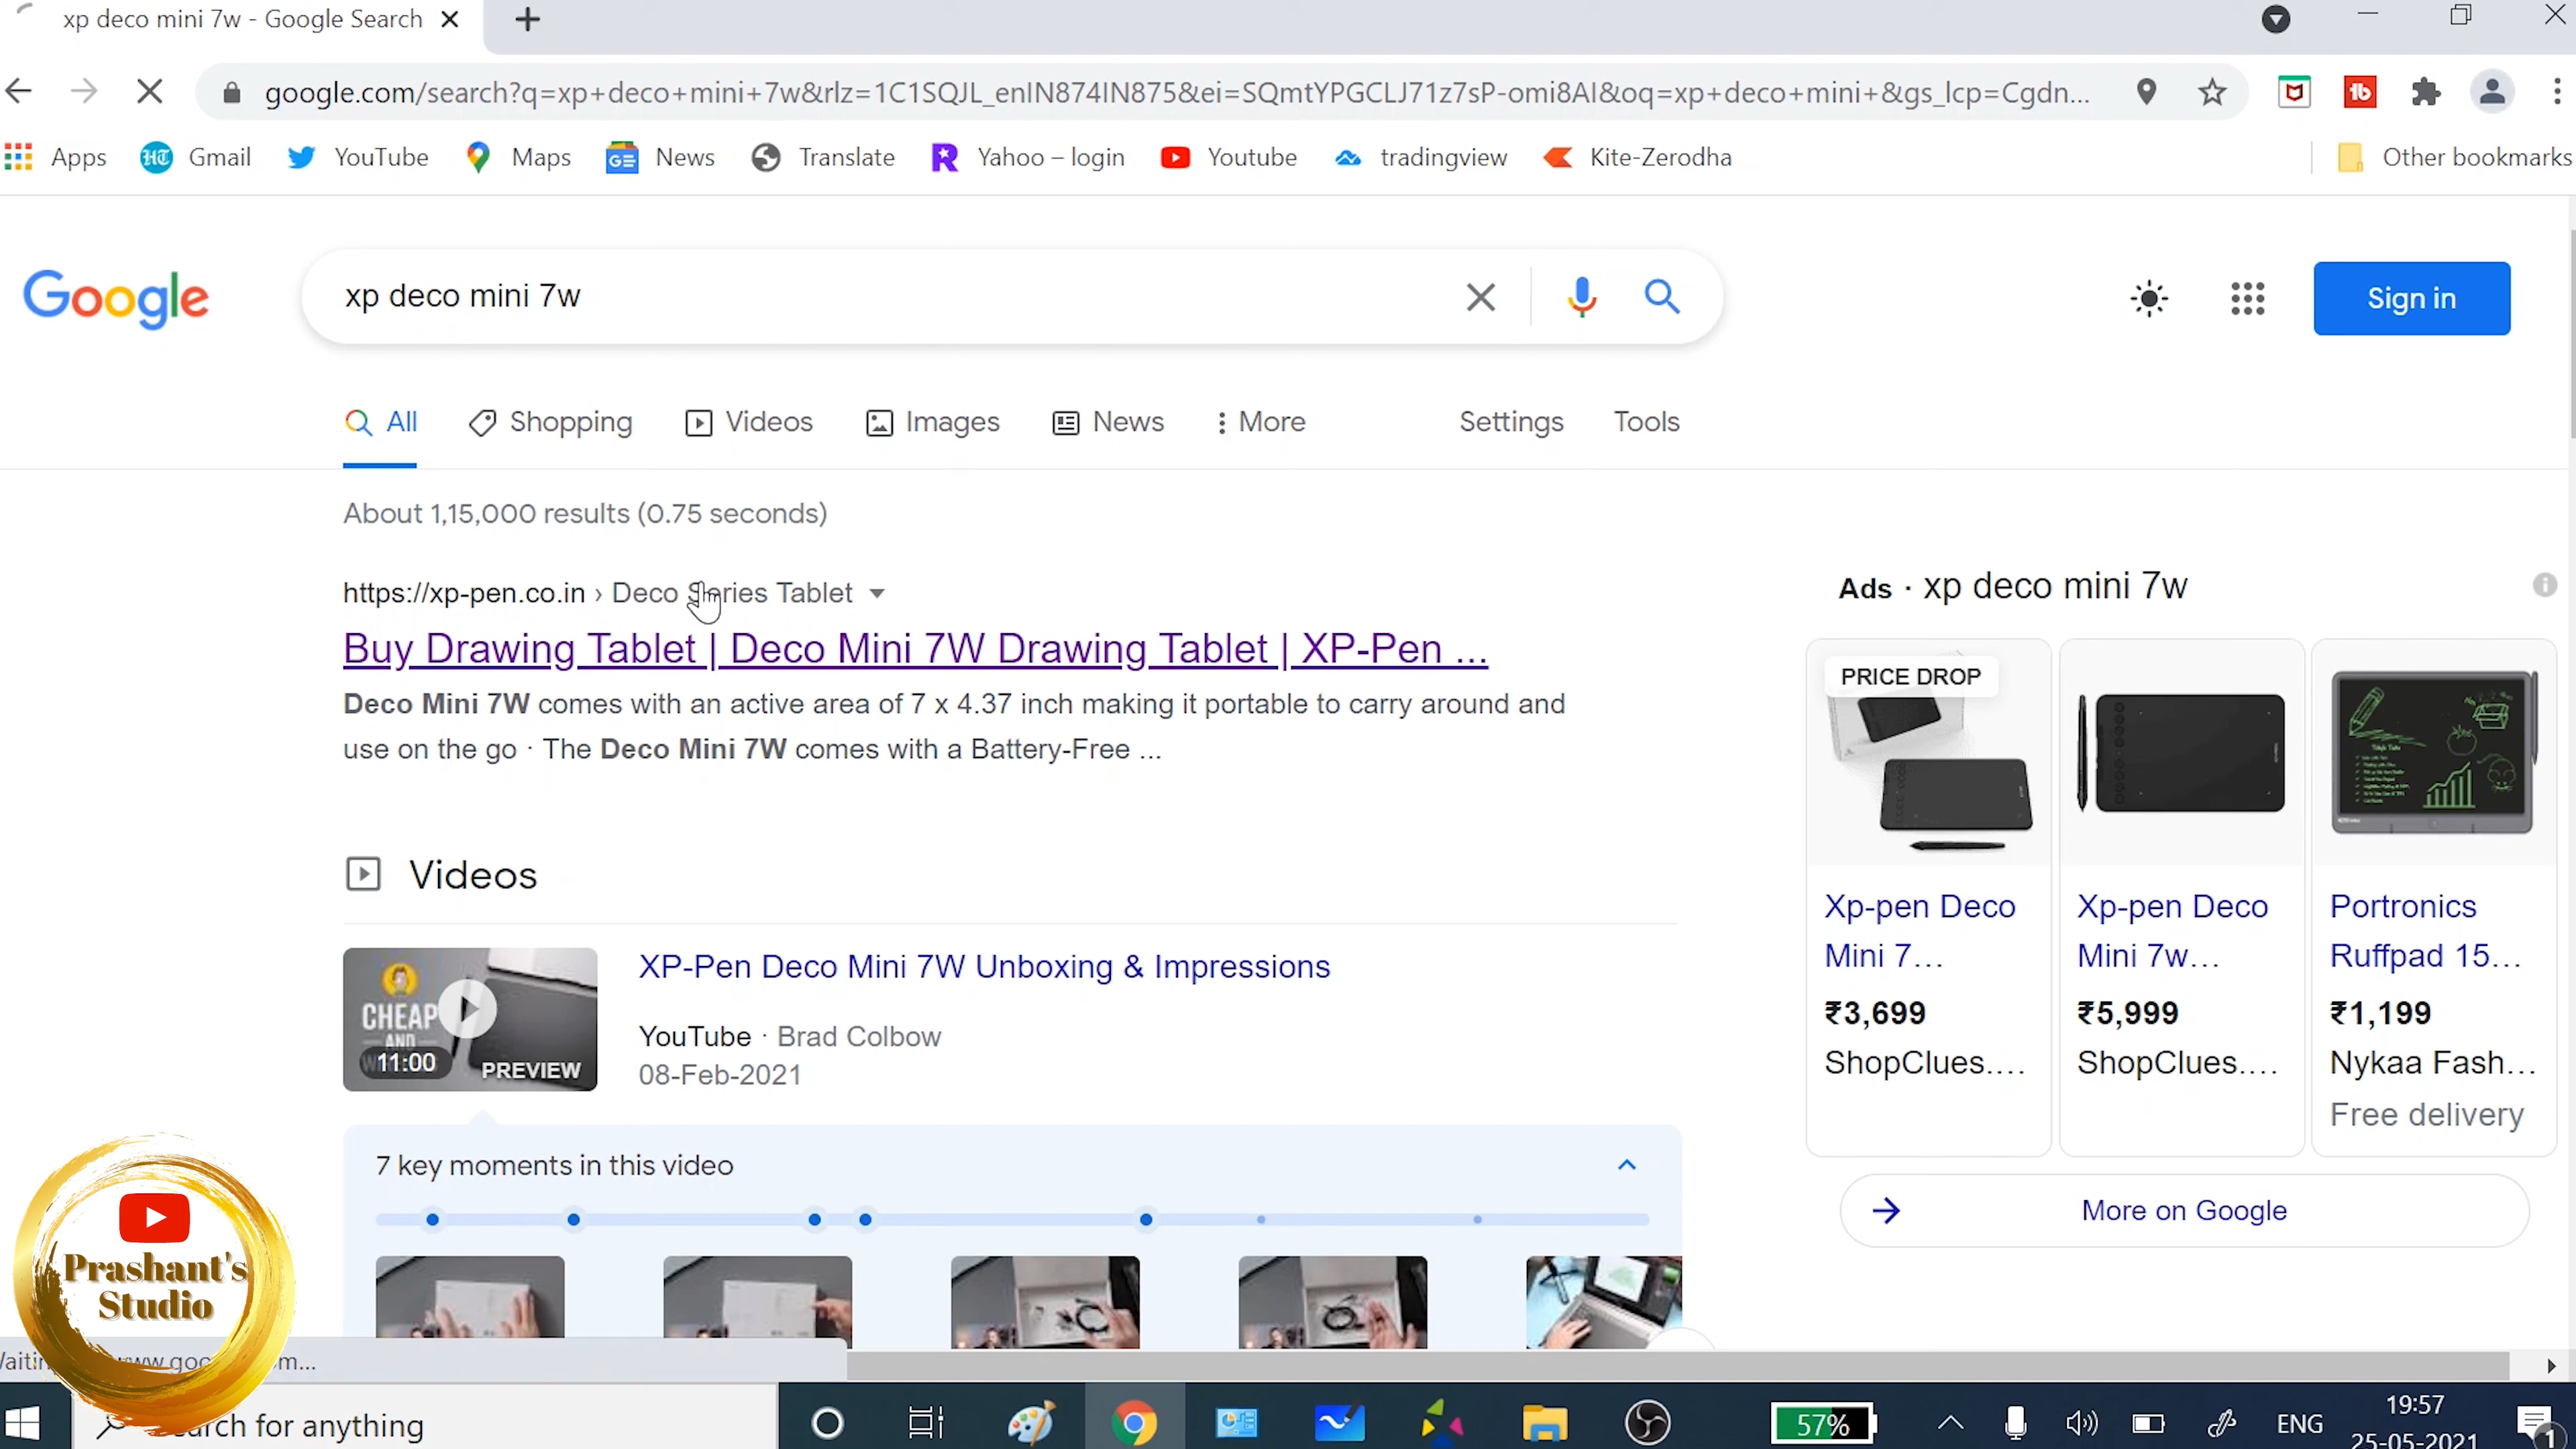 xp deco mini 7w - Google Search
google.com/search?q=xp+deco+mini+7w&rlz=1C1SQJL_enIN874IN875&ei=SQmtYPGCLJ71z7sP-omi8AI&oq=xp+deco+mini+&gs_lcp=Cgdn...
Apps Gmail YouTube Maps News Translate Yahoo – login Youtube tradingview Kite-Zerodha Other bookmarks
Google
xp deco mini 7w
Sign in
All Shopping Videos Images News More Settings Tools
About 1,15,000 results (0.75 seconds)
https://xp-pen.co.in › Deco Series Tablet
Buy Drawing Tablet | Deco Mini 7W Drawing Tablet | XP-Pen ...
Deco Mini 7W comes with an active area of 7 x 4.37 inch making it portable to carry around and
use on the go · The Deco Mini 7W comes with a Battery-Free ...
Ads · xp deco mini 7w
PRICE DROP
Xp-pen Deco
Mini 7...
₹3,699
ShopClues....
Xp-pen Deco
Mini 7w...
₹5,999
ShopClues....
Portronics
Ruffpad 15...
₹1,199
Nykaa Fash...
Free delivery
More on Google
Videos
CHEAP
AND
11:00
PREVIEW
XP-Pen Deco Mini 7W Unboxing & Impressions
YouTube · Brad Colbow
08-Feb-2021
7 key moments in this video
Prashant's
Studio
search for anything
57%
ENG
19:57
25-05-2021
1